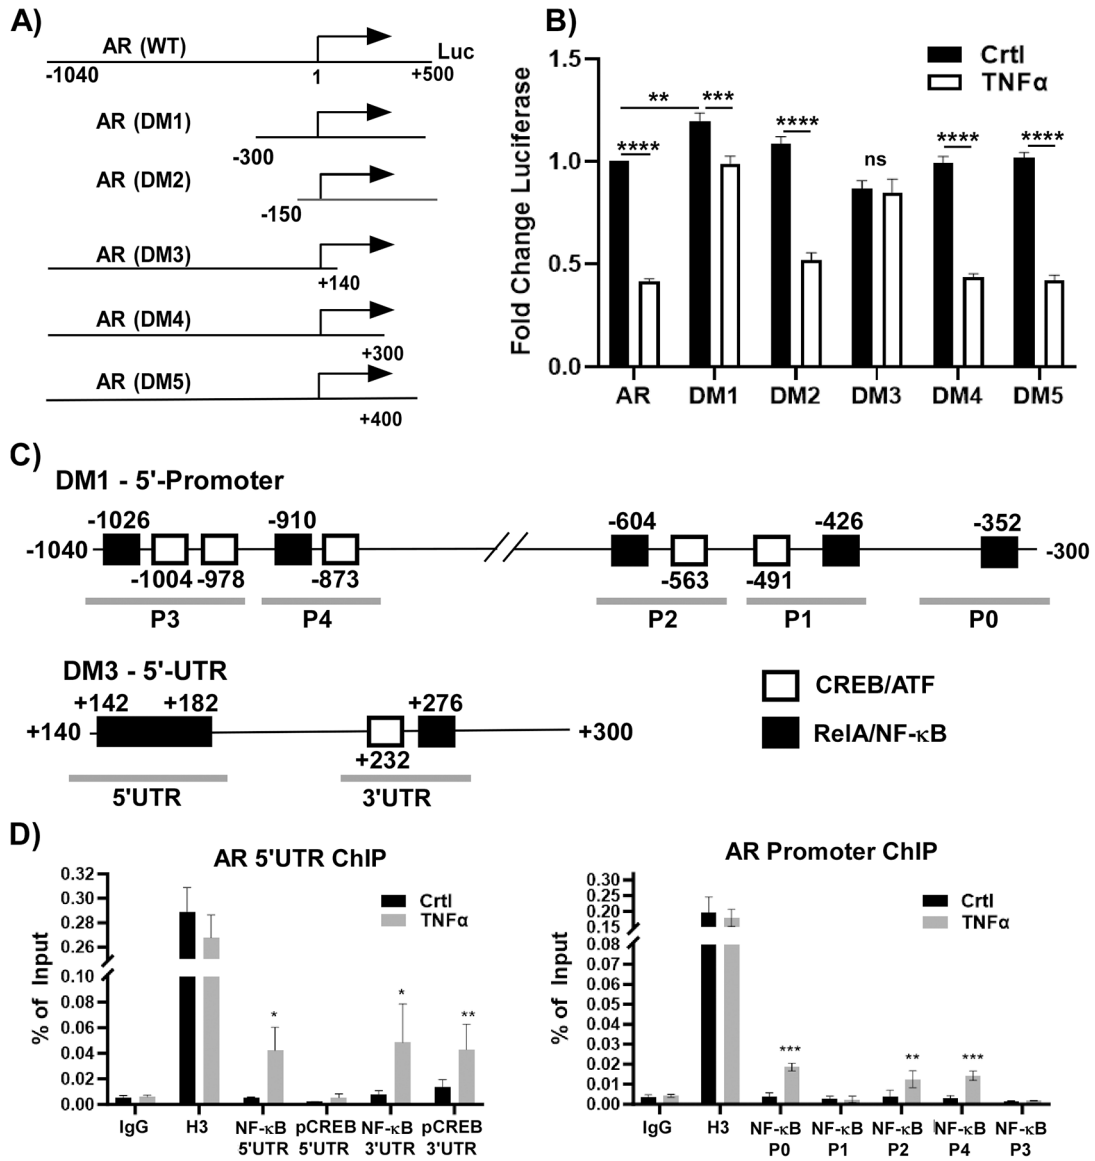 A)
AR (WT)
Luc
-1040
1
+500
AR (DM1)
-300
AR (DM2)
-150
AR (DM3)
+140
AR (DM4)
+300
AR (DM5)
+400
B)
Fold Change Luciferase
1.5
1.0
0.5
0.0
Crtl
TNFα
**
***
****
****
ns
****
****
AR DM1 DM2 DM3 DM4 DM5
C)
DM1 - 5'-Promoter
-1026 -910 -604 -426 -352
-1040 -300
-1004 -978 -873 -563 -491
P3 P4 P2 P1 P0
DM3 - 5'-UTR
+142 +182 +276
+140 +300
+232
5'UTR 3'UTR
CREB/ATF
RelA/NF-κB
D)
AR 5'UTR ChIP
% of Input
0.32
0.30
0.28
0.26
0.10
0.08
0.06
0.04
0.02
0.00
Crtl
TNFα
* * **
IgG H3 NF-κB pCREB NF-κB pCREB
5'UTR 5'UTR 3'UTR 3'UTR
AR Promoter ChIP
% of Input
0.30
0.25
0.20
0.15
0.08
0.07
0.06
0.05
0.04
0.03
0.02
0.01
0.00
Crtl
TNFα
*** ** ***
IgG H3 NF-κB NF-κB NF-κB NF-κB NF-κB
P0 P1 P2 P4 P3